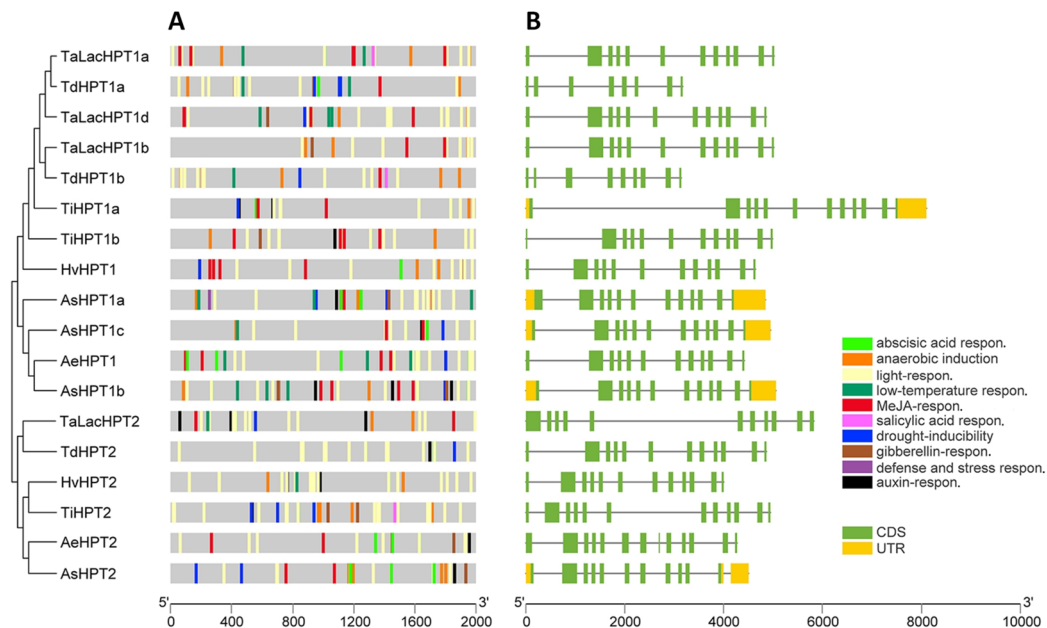 A B
TaLacHPT1a
TdHPT1a
TaLacHPT1d
TaLacHPT1b
TdHPT1b
TiHPT1a
TiHPT1b
HvHPT1
AsHPT1a
AsHPT1c
AeHPT1
AsHPT1b
TaLacHPT2
TdHPT2
HvHPT2
TiHPT2
AeHPT2
AsHPT2
abscisic acid respon.
anaerobic induction
light-respon.
low-temperature respon.
MeJA-respon.
salicylic acid respon.
drought-inducibility
gibberellin-respon.
defense and stress respon.
auxin-respon.
CDS
UTR
5' 3' 5' 3'
0 400 800 1200 1600 2000 0 2000 4000 6000 8000 10000